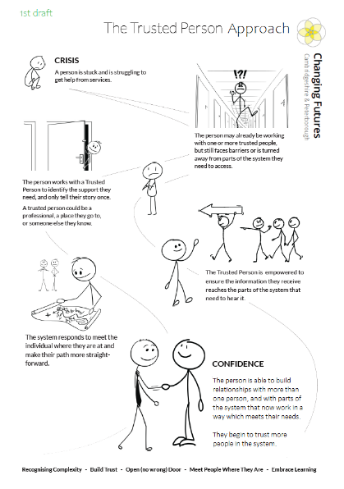 1st draft
The Trusted Person Approach
Changing Futures
Cambridgeshire & Peterborough
CRISIS
A person is stuck and is struggling to
get help from services.
!?!
The person may already be working
with one or more trusted people,
but still faces barriers or is turned
away from parts of the system they
need to access.
The person works with a Trusted
Person to identify the support they
need, and only tell their story once.
A trusted person could be a
professional, a place they go to,
or someone else they know.
The Trusted Person is empowered to
ensure the information they receive
reaches the parts of the system that
need to hear it.
The system responds to meet the
individual where they are at and
make their path more straight-
forward.
CONFIDENCE
The person is able to build
relationships with more than
one person, and with parts of
the system that now work in a
way which meets their needs.
They begin to trust more
people in the system.
Recognising Complexity - Build Trust - Open (no wrong) Door - Meet People Where They Are - Embrace Learning